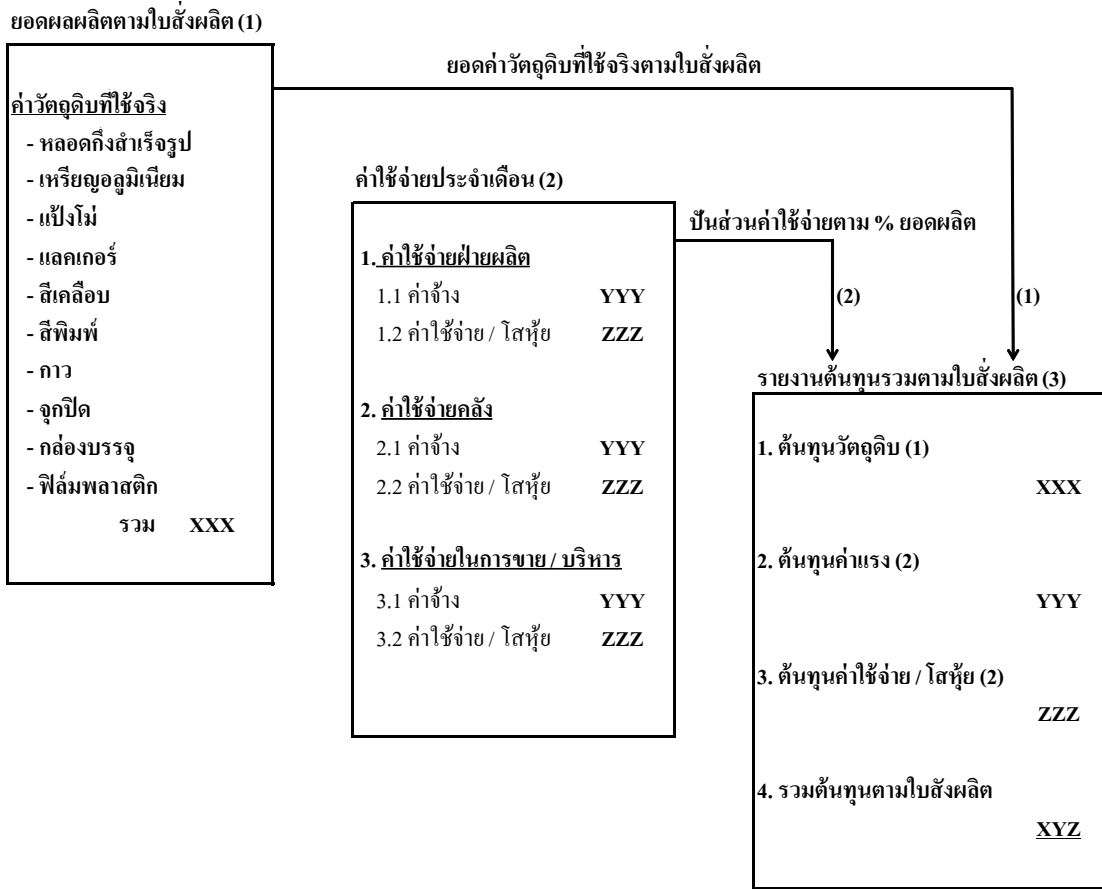 ยอดผลผลิตตามใบสั่งผลิต (1)
ค่าวัตถุดิบที่ใช้จริง
- หลอดกึ่งสำเร็จรูป
- เหรียญอลูมิเนียม
- แป้งโม่
- แลคเกอร์
- สีเคลือบ
- สีพิมพ์
- กาว
- จุกปิด
- กล่องบรรจุ
- ฟิล์มพลาสติก
รวม XXX
ยอดค่าวัตถุดิบที่ใช้จริงตามใบสั่งผลิต
ค่าใช้จ่ายประจำเดือน (2)
1. ค่าใช้จ่ายฝ่ายผลิต
1.1 ค่าจ้าง YYY
1.2 ค่าใช้จ่าย / โสหุ้ย ZZZ
2. ค่าใช้จ่ายคลัง
2.1 ค่าจ้าง YYY
2.2 ค่าใช้จ่าย / โสหุ้ย ZZZ
3. ค่าใช้จ่ายในการขาย / บริหาร
3.1 ค่าจ้าง YYY
3.2 ค่าใช้จ่าย / โสหุ้ย ZZZ
ปันส่วนค่าใช้จ่ายตาม % ยอดผลิต
(2) (1)
รายงานต้นทุนรวมตามใบสั่งผลิต (3)
1. ต้นทุนวัตถุดิบ (1)
XXX
2. ต้นทุนค่าแรง (2)
YYY
3. ต้นทุนค่าใช้จ่าย / โสหุ้ย (2)
ZZZ
4. รวมต้นทุนตามใบสังผลิต
XYZ